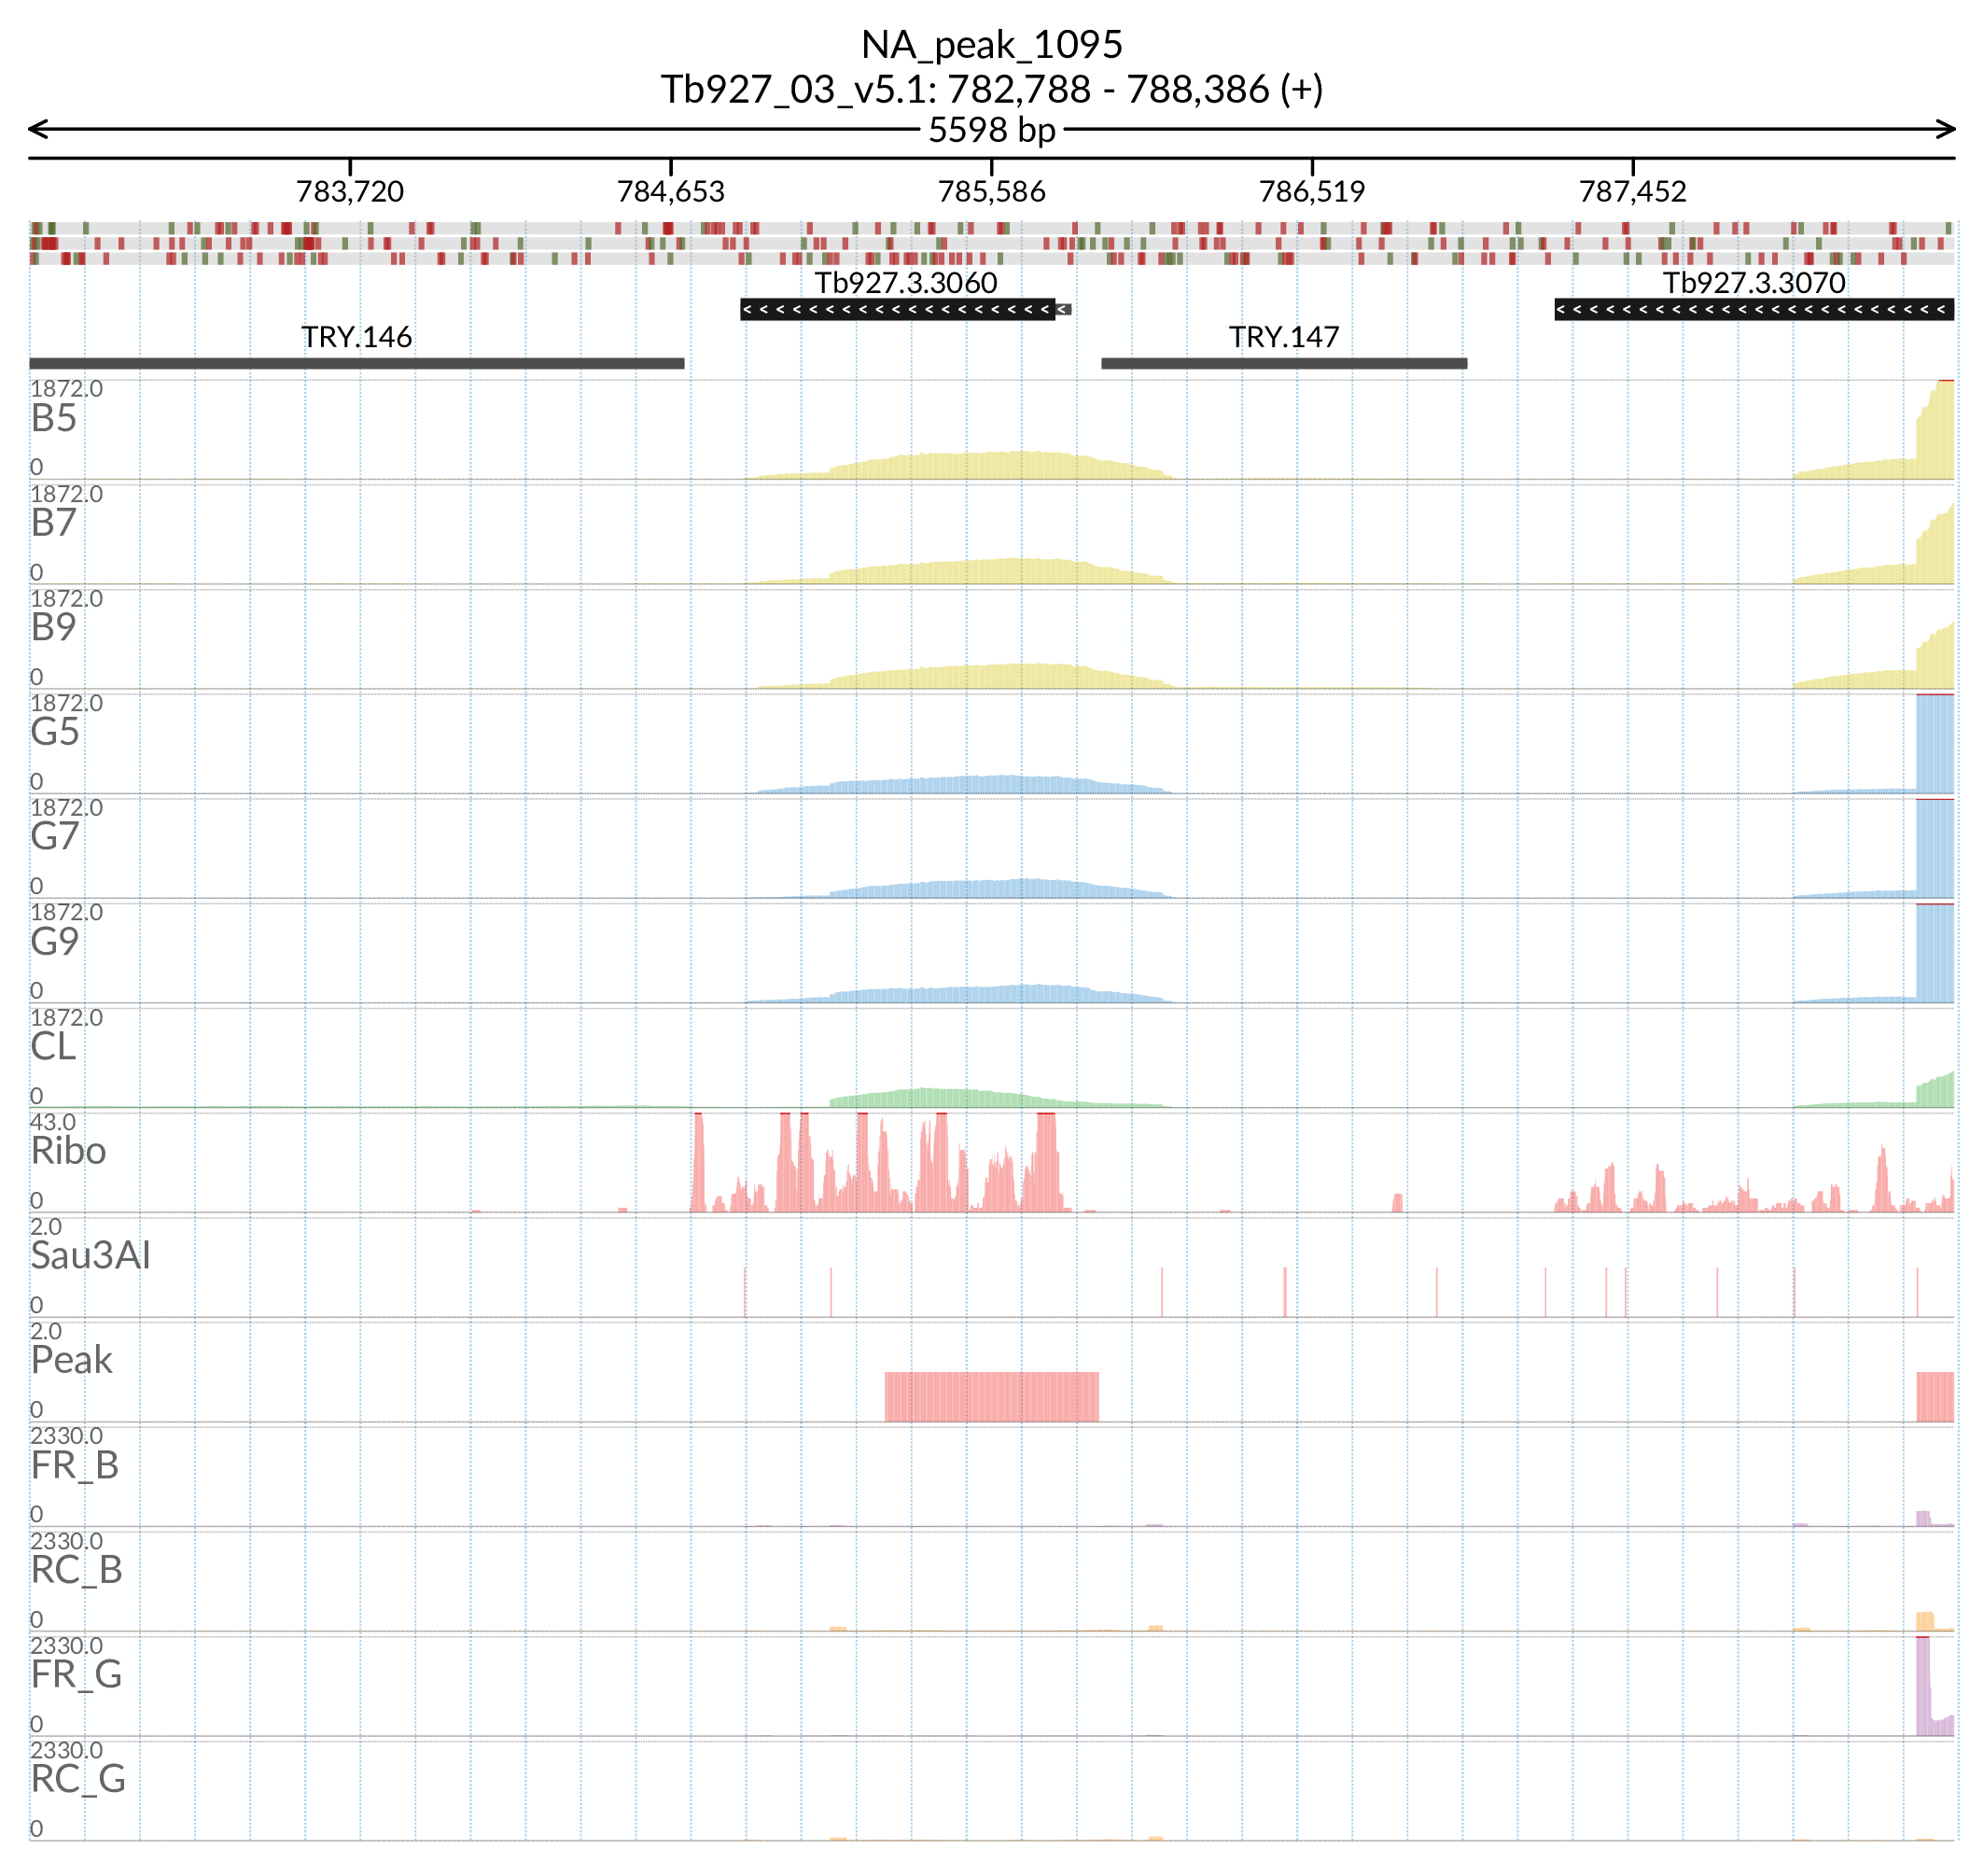 NA_peak_1095
Tb927_03_v5.1: 782,788 - 788,386 (+)
5598 bp
783,720 784,653 785,586 786,519 787,452
Tb927.3.3060 Tb927.3.3070
TRY.146 TRY.147
1872.0
B5
0
1872.0
B7
0
1872.0
B9
0
1872.0
G5
0
1872.0
G7
0
1872.0
G9
0
1872.0
CL
0
43.0
Ribo
0
2.0
Sau3AI
0
2.0
Peak
0
2330.0
FR_B
0
2330.0
RC_B
0
2330.0
FR_G
0
2330.0
RC_G
0